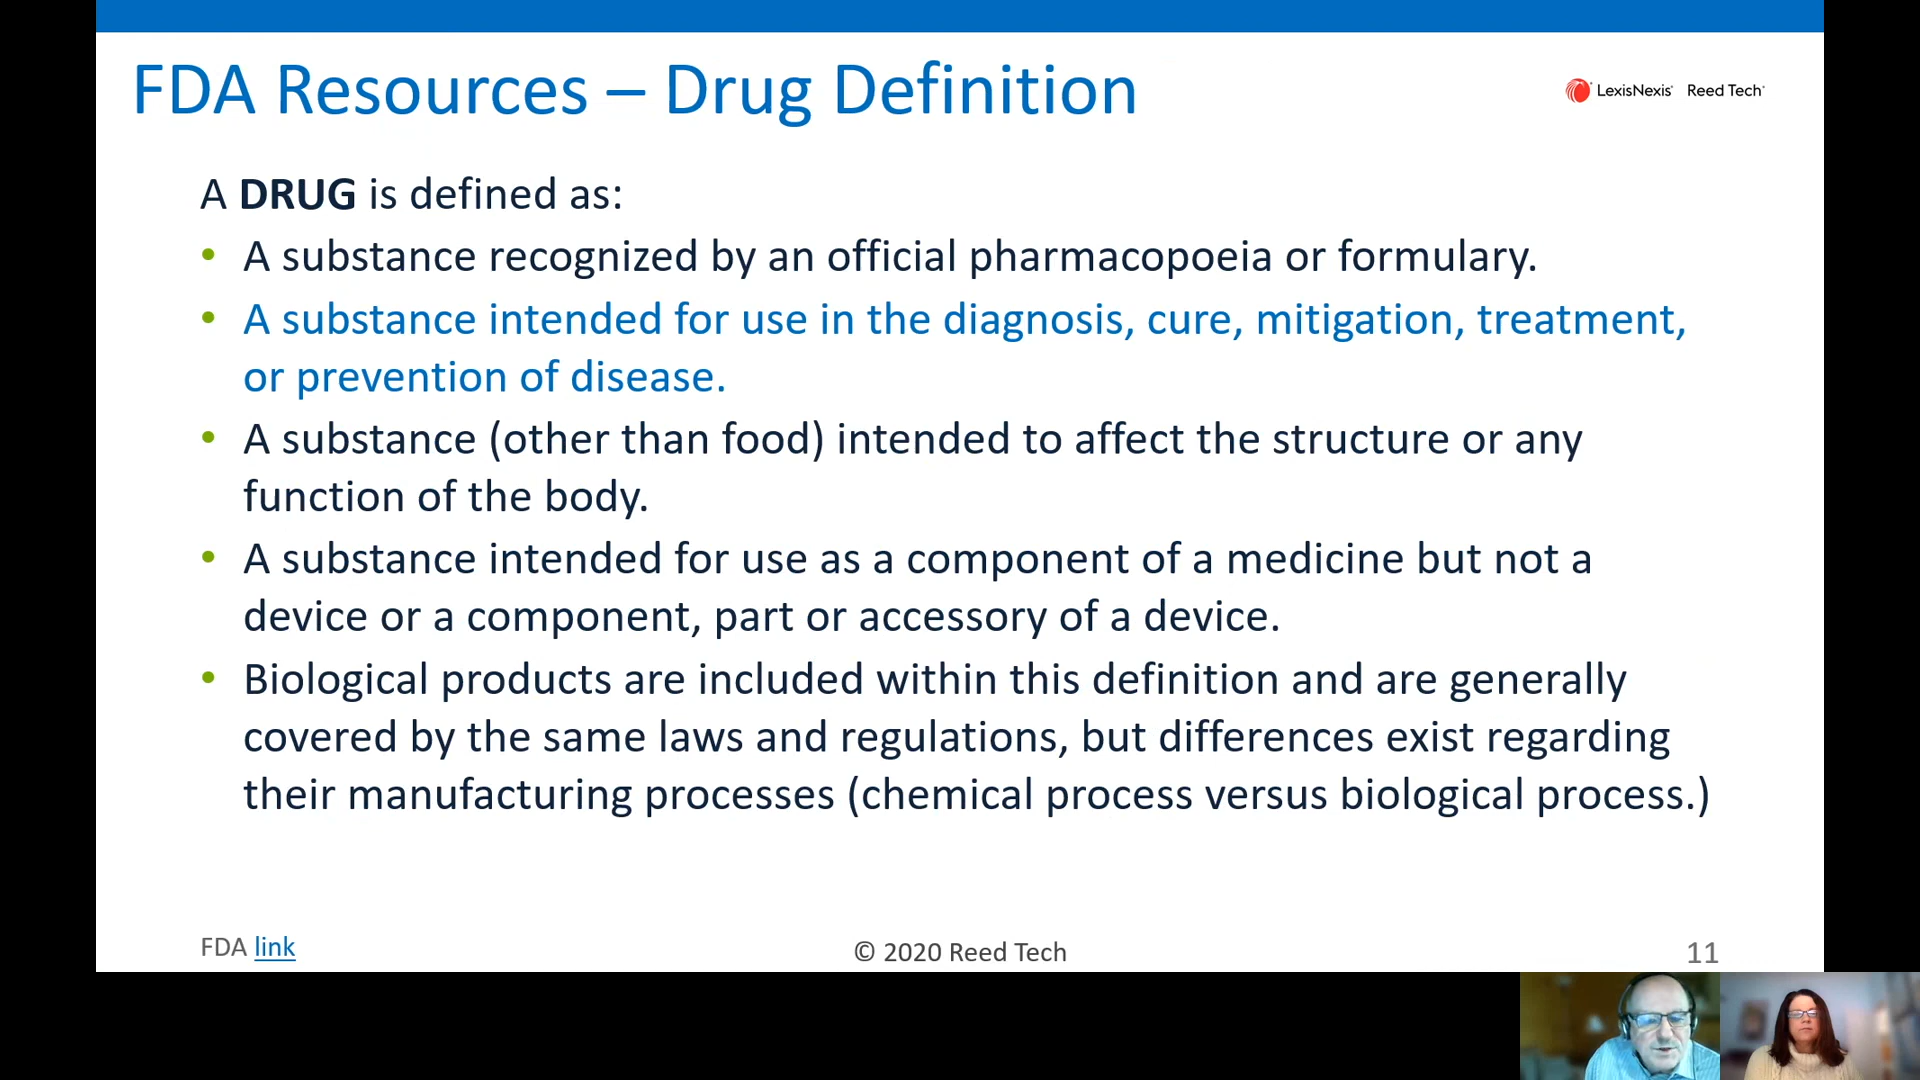 FDA Resources – Drug Definition
LexisNexis® Reed Tech®
A DRUG is defined as:
• A substance recognized by an official pharmacopoeia or formulary.
• A substance intended for use in the diagnosis, cure, mitigation, treatment,
or prevention of disease.
• A substance (other than food) intended to affect the structure or any
function of the body.
• A substance intended for use as a component of a medicine but not a
device or a component, part or accessory of a device.
• Biological products are included within this definition and are generally
covered by the same laws and regulations, but differences exist regarding
their manufacturing processes (chemical process versus biological process.)
FDA link
© 2020 Reed Tech
11